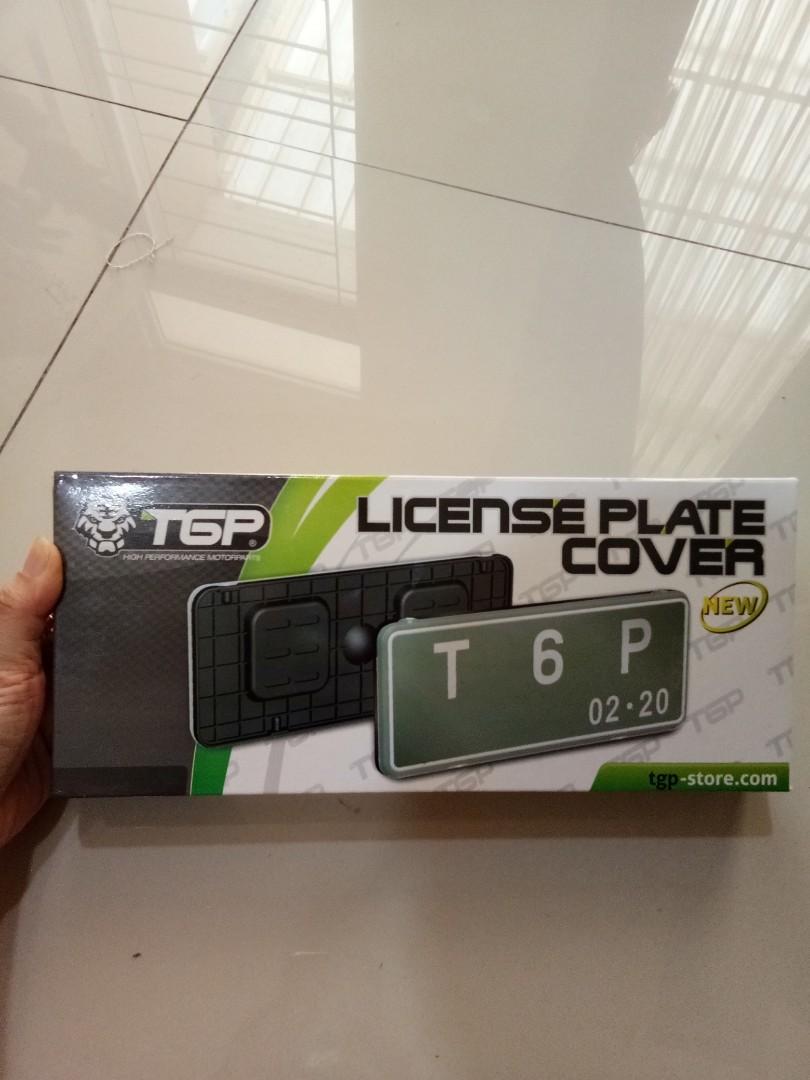 TGP®
HIGH PERFORMANCE MOTORPARTS
LICENSE PLATE
COVER
NEW
T 6 P
02•20
tgp-store.com